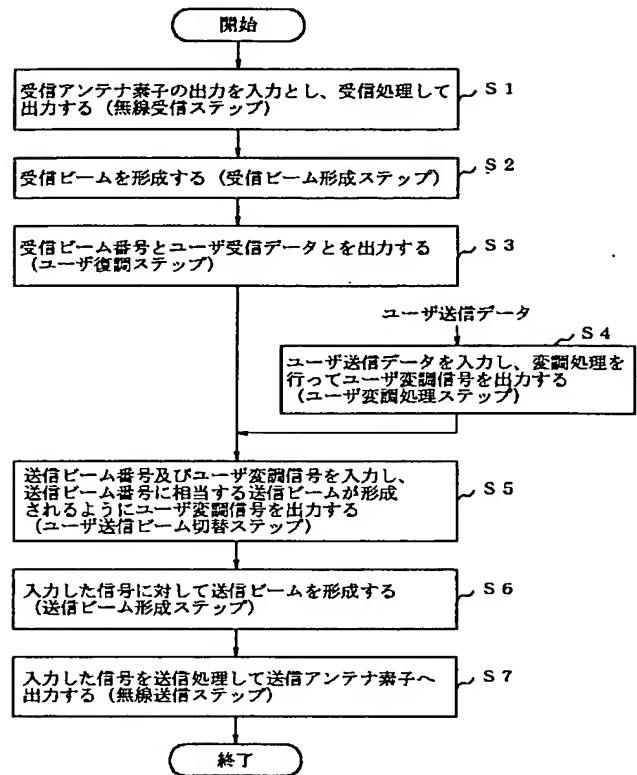 開始
受信アンテナ素子の出力を入力とし、受信処理して
出力する（無線受信ステップ）
S1
受信ビームを形成する（受信ビーム形成ステップ）
S2
受信ビーム番号とユーザ受信データとを出力する
（ユーザ復調ステップ）
S3
ユーザ送信データ
S4
ユーザ送信データを入力し、変調処理を
行ってユーザ変調信号を出力する
（ユーザ変調処理ステップ）
送信ビーム番号及びユーザ変調信号を入力し、
送信ビーム番号に相当する送信ビームが形成
されるようにユーザ変調信号を出力する
（ユーザ送信ビーム切替ステップ）
S5
入力した信号に対して送信ビームを形成する
（送信ビーム形成ステップ）
S6
入力した信号を送信処理して送信アンテナ素子へ
出力する（無線送信ステップ）
S7
終了